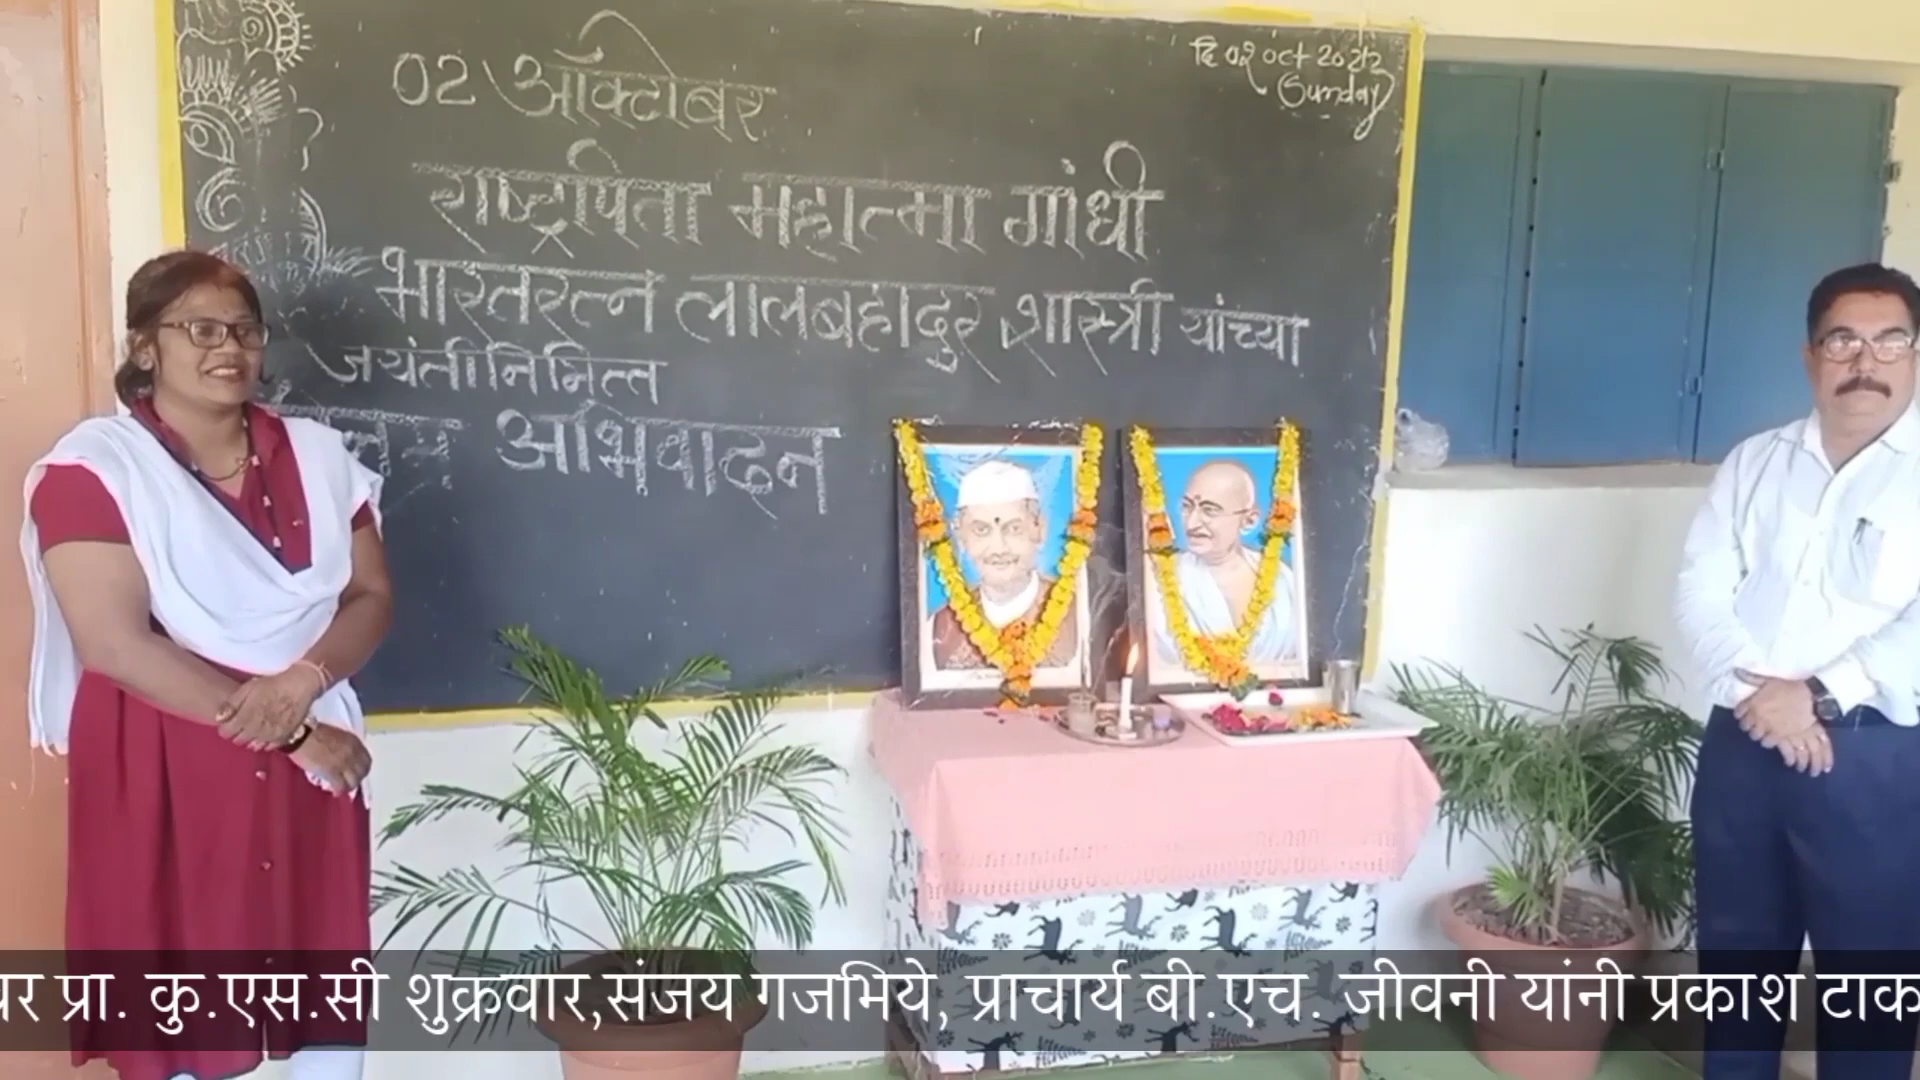 दि 02 oct 2022
(Sunday)
02 ऑक्टोबर
राष्ट्रपिता महात्मा गांधी
भारतरत्न लालबहादुर शास्त्री यांच्या
जयंतीनिमित्त
अभिवादन
प्रा. कु.एस.सी शुक्रवार,संजय गजभिये, प्राचार्य बी.एच. जीवनी यांनी प्रकाश टाक